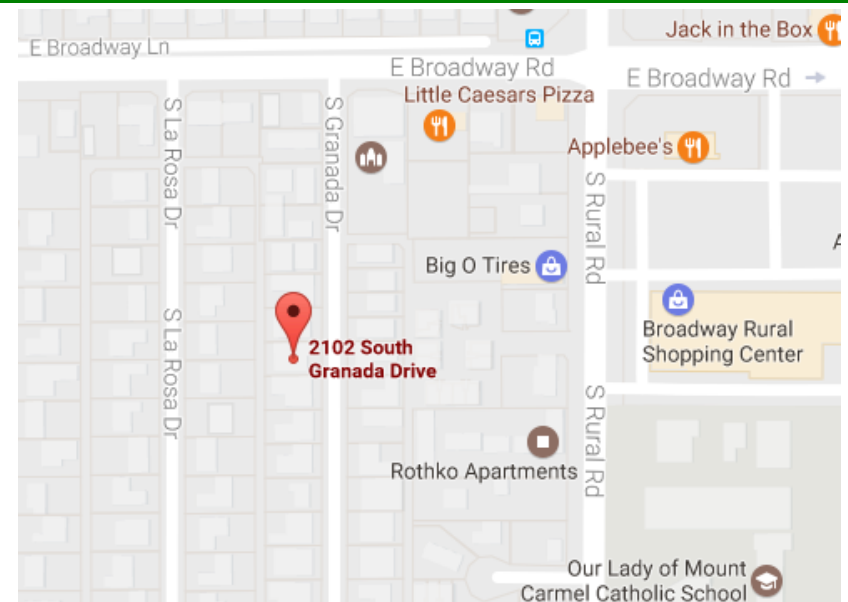 E Broadway Ln
Jack in the Box
E Broadway Rd
E Broadway Rd
Little Caesars Pizza
Applebee's
S La Rosa Dr
S Granada Dr
S Rural Rd
Big O Tires
A
Broadway Rural
Shopping Center
S La Rosa Dr
2102 South
Granada Drive
S Rural Rd
Rothko Apartments
Our Lady of Mount
Carmel Catholic School